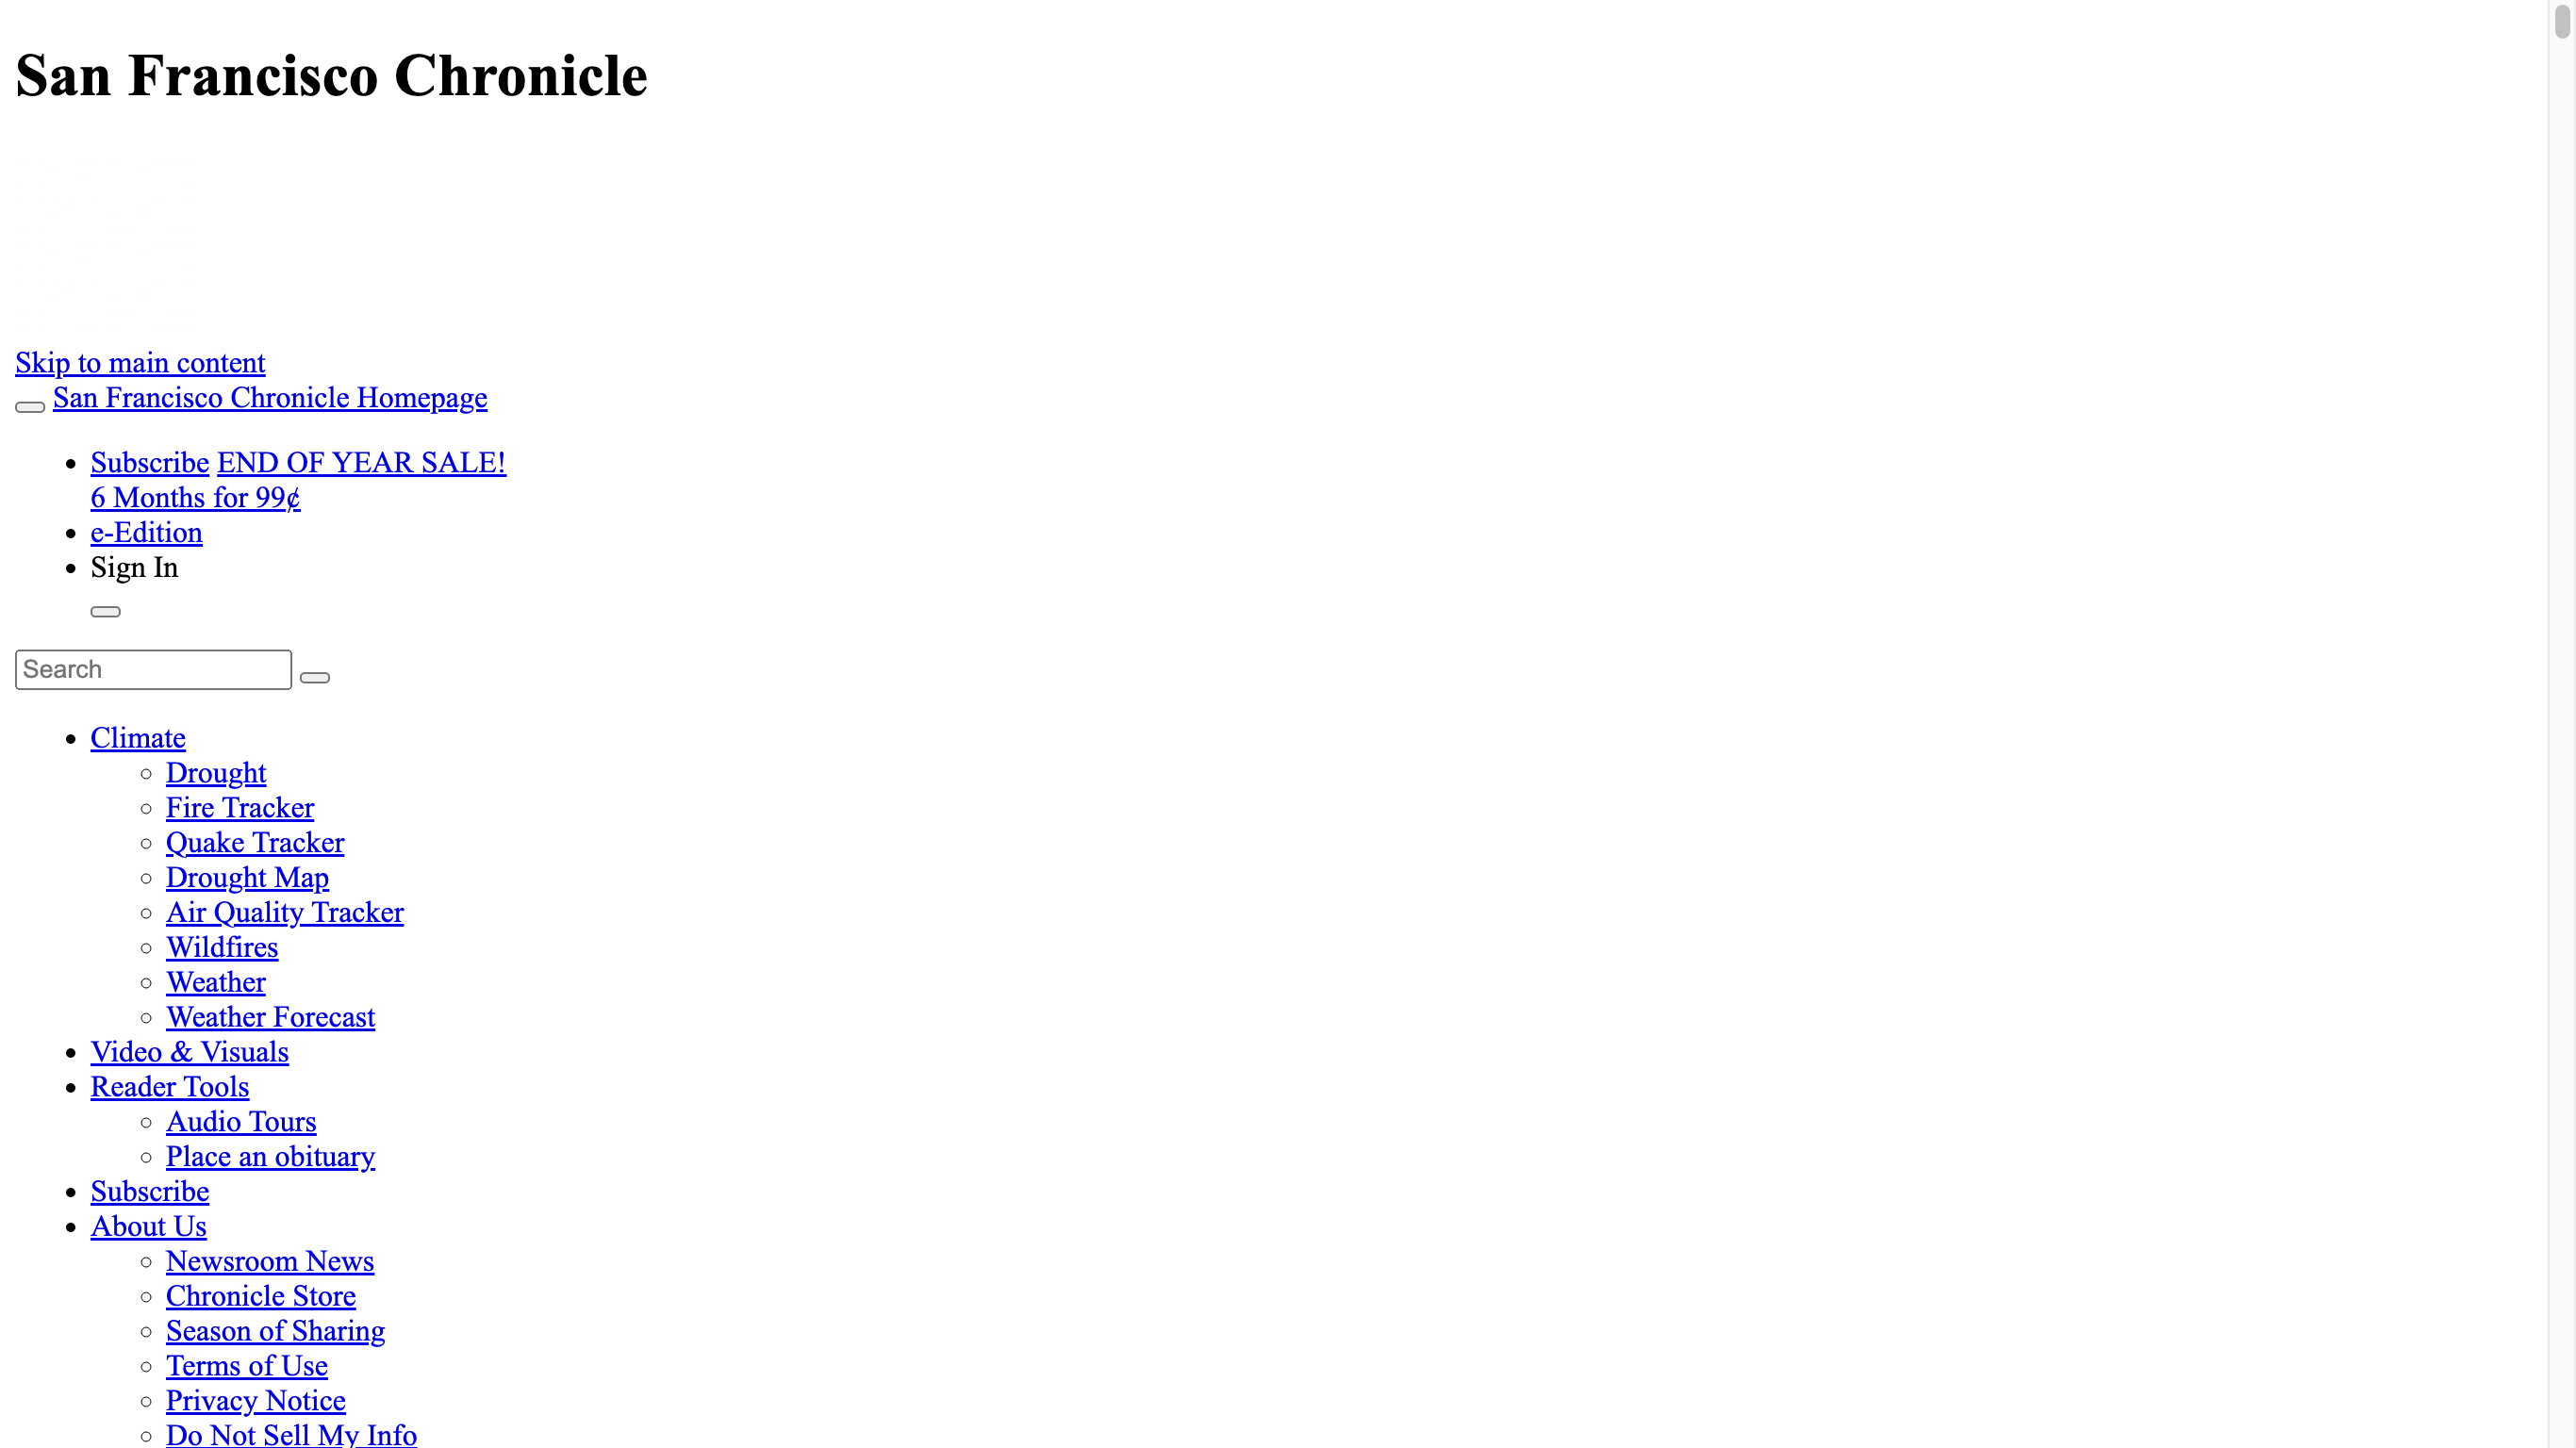 San Francisco Chronicle
Skip to main content
San Francisco Chronicle Homepage
Subscribe END OF YEAR SALE!
6 Months for 99¢
e-Edition
Sign In
Search
Climate
Drought
Fire Tracker
Quake Tracker
Drought Map
Air Quality Tracker
Wildfires
Weather
Weather Forecast
Video & Visuals
Reader Tools
Audio Tours
Place an obituary
Subscribe
About Us
Newsroom News
Chronicle Store
Season of Sharing
Terms of Use
Privacy Notice
Do Not Sell My Info